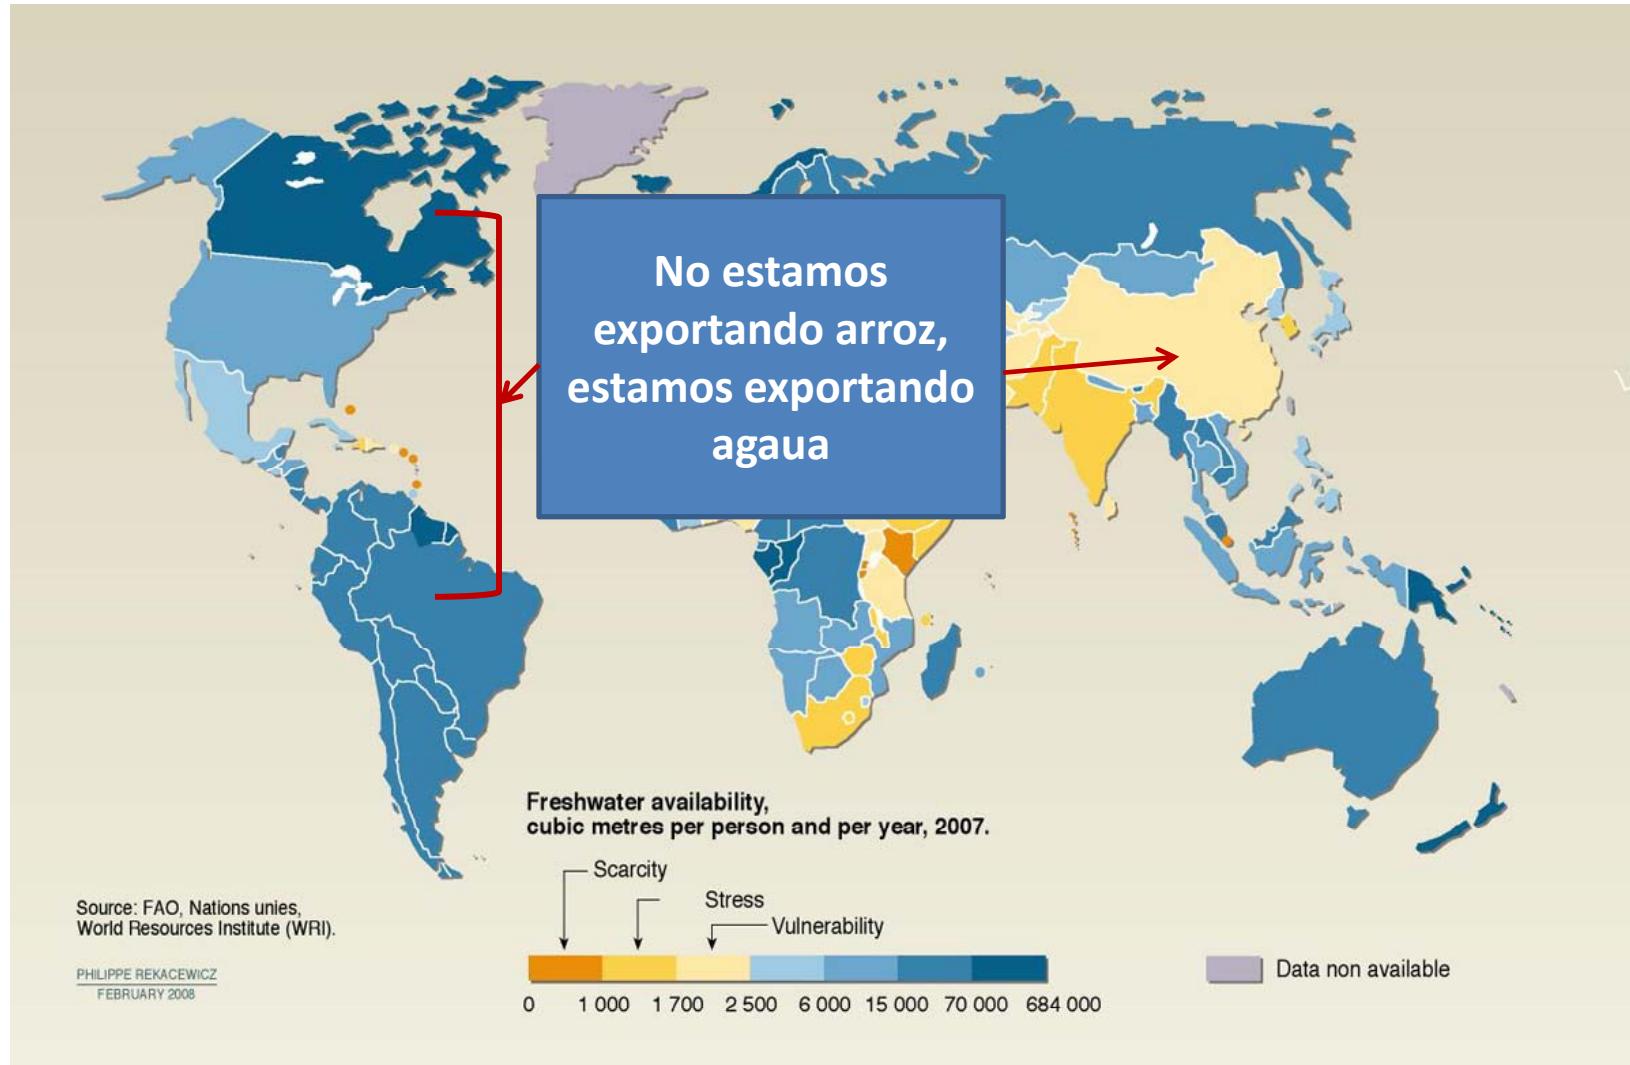 No estamos
exportando arroz,
estamos exportando
agaua
Freshwater availability,
cubic metres per person and per year, 2007.
Scarcity
Stress
Vulnerability
0 1 000 1 700 2 500 6 000 15 000 70 000 684 000
Data non available
Source: FAO, Nations unies,
World Resources Institute (WRI).
PHILIPPE REKACEWICZ
FEBRUARY 2008